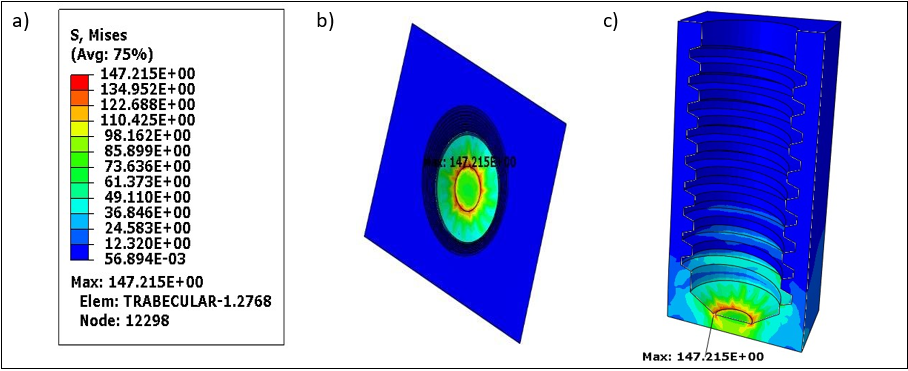 a)
S, Mises
(Avg: 75%)
147.215E+00
134.952E+00
122.688E+00
110.425E+00
98.162E+00
85.899E+00
73.636E+00
61.373E+00
49.110E+00
36.846E+00
24.583E+00
12.320E+00
56.894E-03
Max: 147.215E+00
Elem: TRABECULAR-1.2768
Node: 12298
b)
Max: 147.215E+00
c)
Max: 147.215E+00